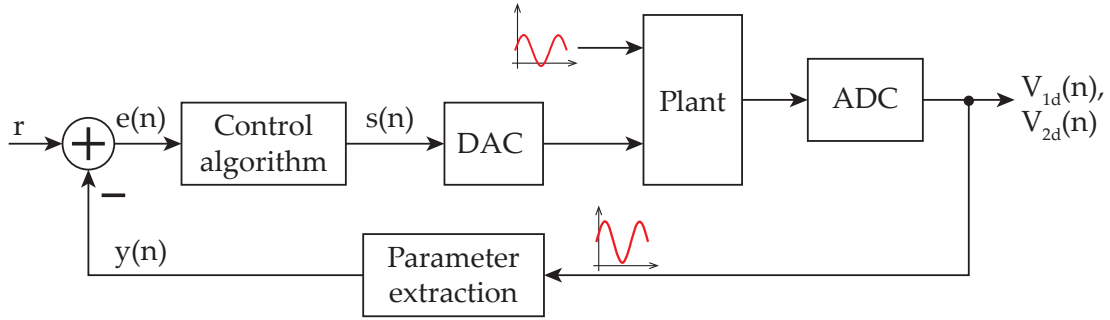 r
e(n)
Control
algorithm
s(n)
DAC
Plant
ADC
V1d(n),
V2d(n)
y(n)
Parameter
extraction